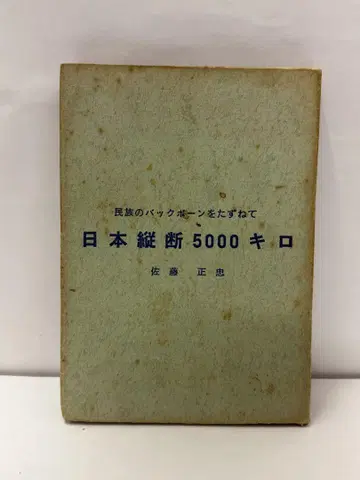 民族のバックボーンをたずねて
日本縦断5000キロ
佐藤正忠